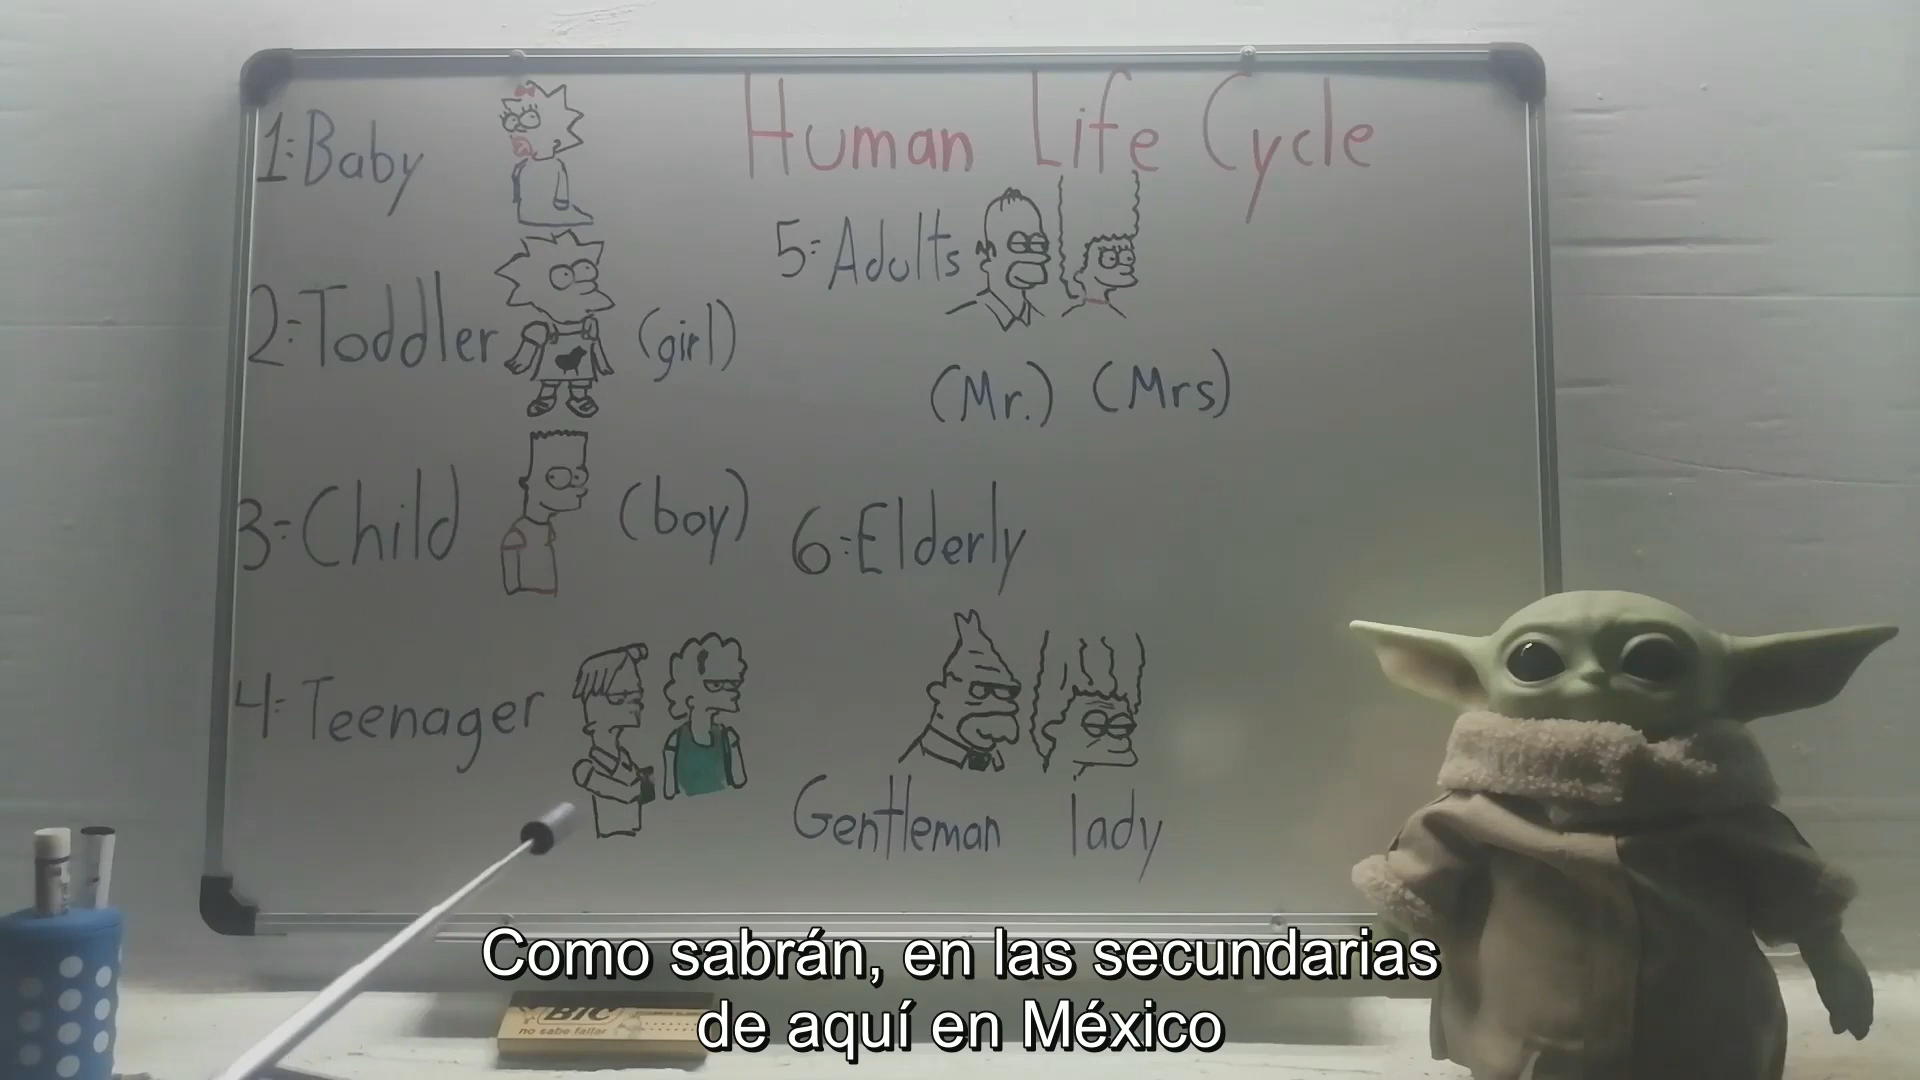 Human Life Cycle
1=Baby
2=Toddler (girl)
3=Child (boy)
4=Teenager
5=Adults
(Mr.) (Mrs)
6=Elderly
Gentleman lady
BIC
no sabe fallar
Como sabrán, en las secundarias
de aquí en México